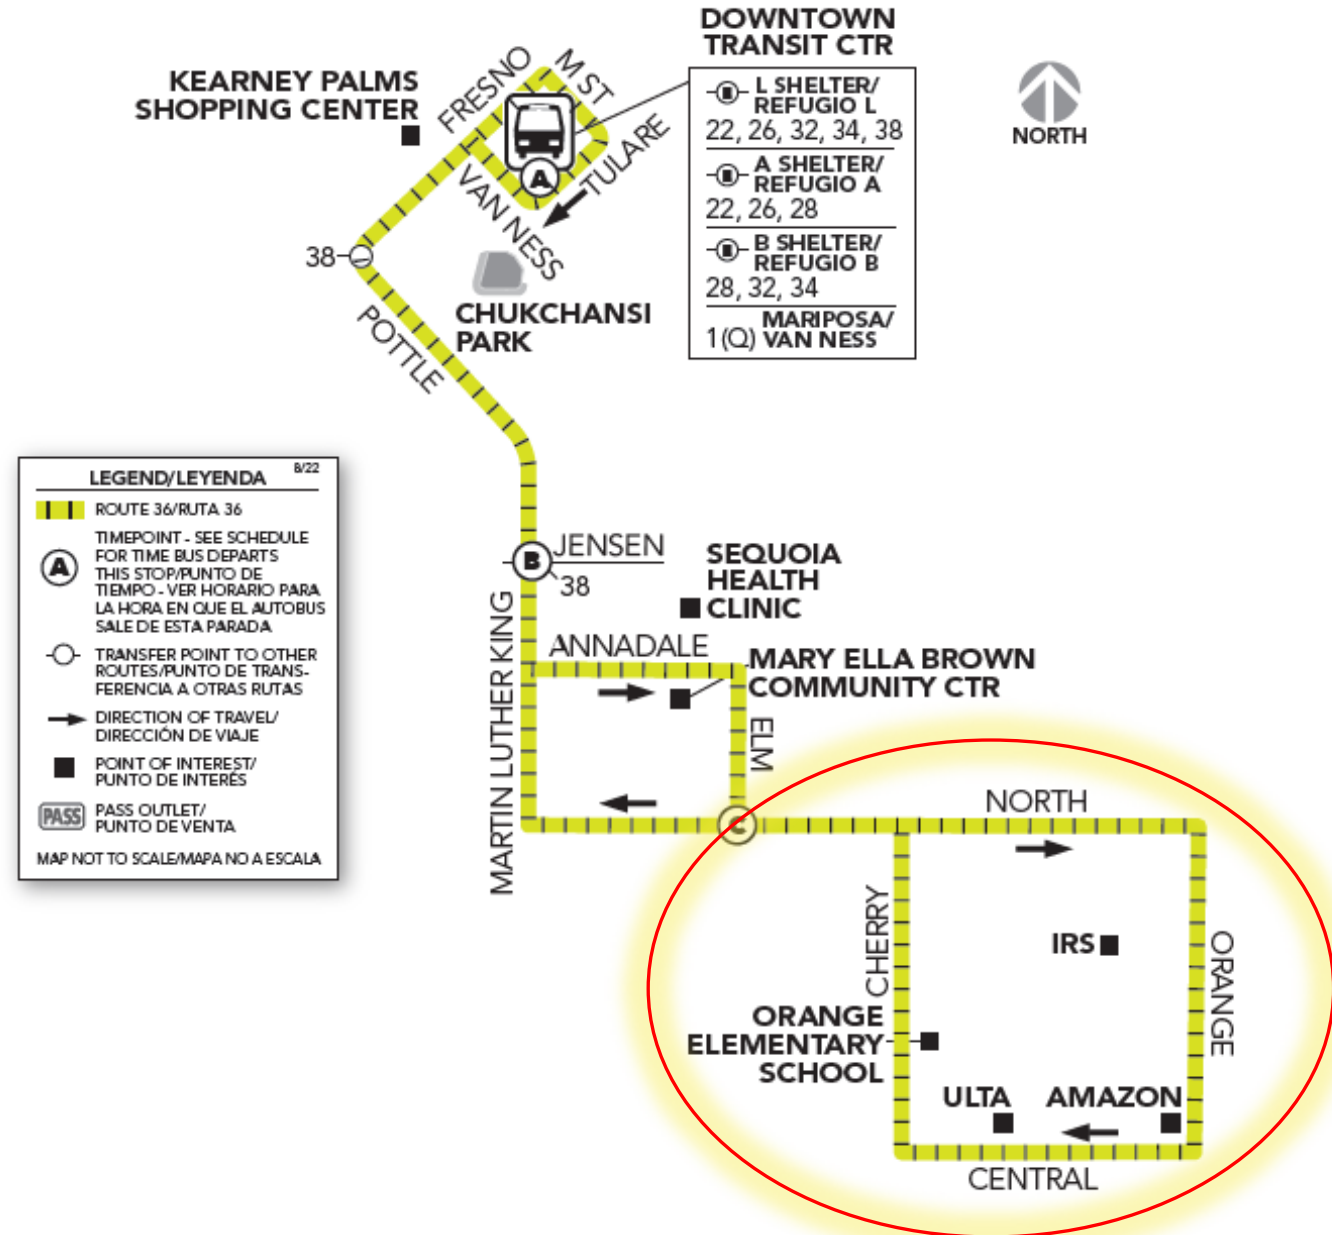 DOWNTOWN
TRANSIT CTR
L SHELTER/
REFUGIO L
22, 26, 32, 34, 38
A SHELTER/
REFUGIO A
22, 26, 28
B SHELTER/
REFUGIO B
28, 32, 34
MARIPOSA/
1(Q) VAN NESS
NORTH
KEARNEY PALMS
SHOPPING CENTER
FRESNO
M ST
TULARE
A
VAN NESS
38
CHUKCHANSI
PARK
POTTLE
LEGEND/LEYENDA 8/22
ROUTE 36/RUTA 36
A
TIMEPOINT - SEE SCHEDULE
FOR TIME BUS DEPARTS
THIS STOP/PUNTO DE
TIEMPO - VER HORARIO PARA
LA HORA EN QUE EL AUTOBUS
SALE DE ESTA PARADA
TRANSFER POINT TO OTHER
ROUTES/PUNTO DE TRANS-
FERENCIA A OTRAS RUTAS
DIRECTION OF TRAVEL/
DIRECCIÓN DE VIAJE
POINT OF INTEREST/
PUNTO DE INTERÉS
PASS
PASS OUTLET/
PUNTO DE VENTA
MAP NOT TO SCALE/MAPA NO A ESCALA
B
JENSEN
38
SEQUOIA
HEALTH
CLINIC
MARTIN LUTHER KING
ANNADALE
MARY ELLA BROWN
COMMUNITY CTR
ELM
C
NORTH
CHERRY
IRS
ORANGE
ORANGE
ELEMENTARY
SCHOOL
ULTA
AMAZON
CENTRAL